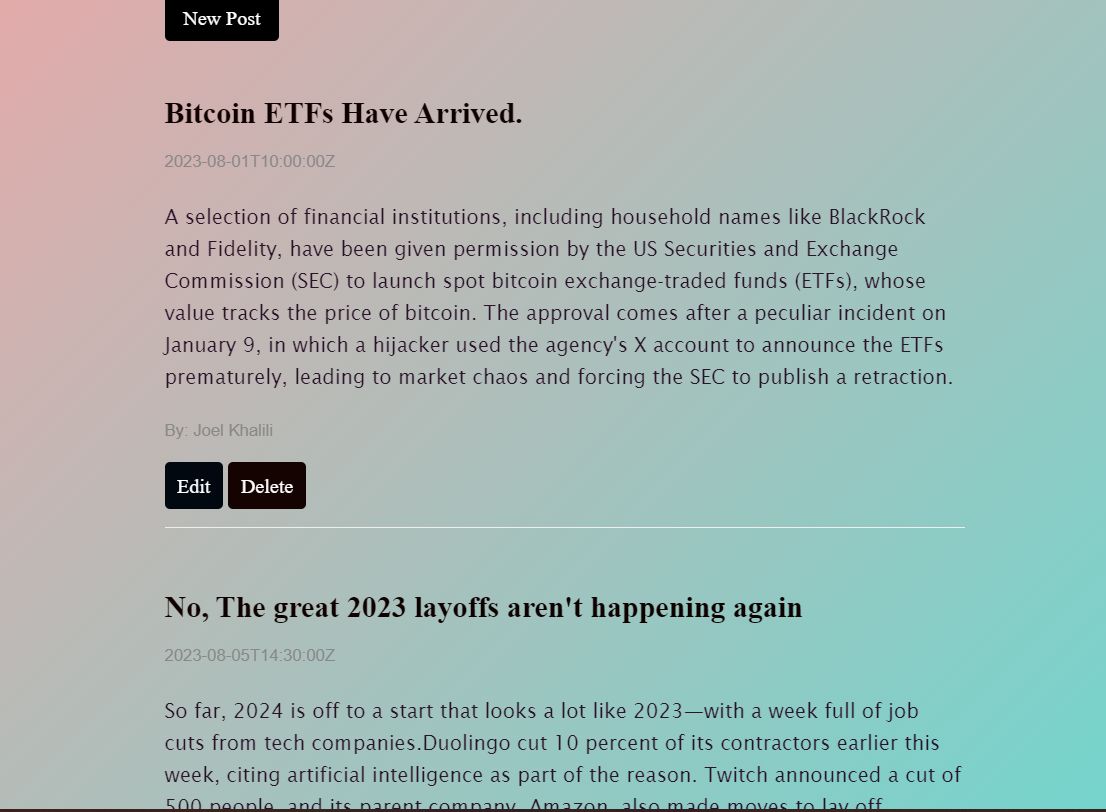 New Post
Bitcoin ETFs Have Arrived.
2023-08-01T10:00:00Z
A selection of financial institutions, including household names like BlackRock
and Fidelity, have been given permission by the US Securities and Exchange
Commission (SEC) to launch spot bitcoin exchange-traded funds (ETFs), whose
value tracks the price of bitcoin. The approval comes after a peculiar incident on
January 9, in which a hijacker used the agency's X account to announce the ETFs
prematurely, leading to market chaos and forcing the SEC to publish a retraction.
By: Joel Khalili
Edit Delete
No, The great 2023 layoffs aren't happening again
2023-08-05T14:30:00Z
So far, 2024 is off to a start that looks a lot like 2023—with a week full of job
cuts from tech companies.Duolingo cut 10 percent of its contractors earlier this
week, citing artificial intelligence as part of the reason. Twitch announced a cut of
500 people, and its parent company, Amazon, also made moves to lay off